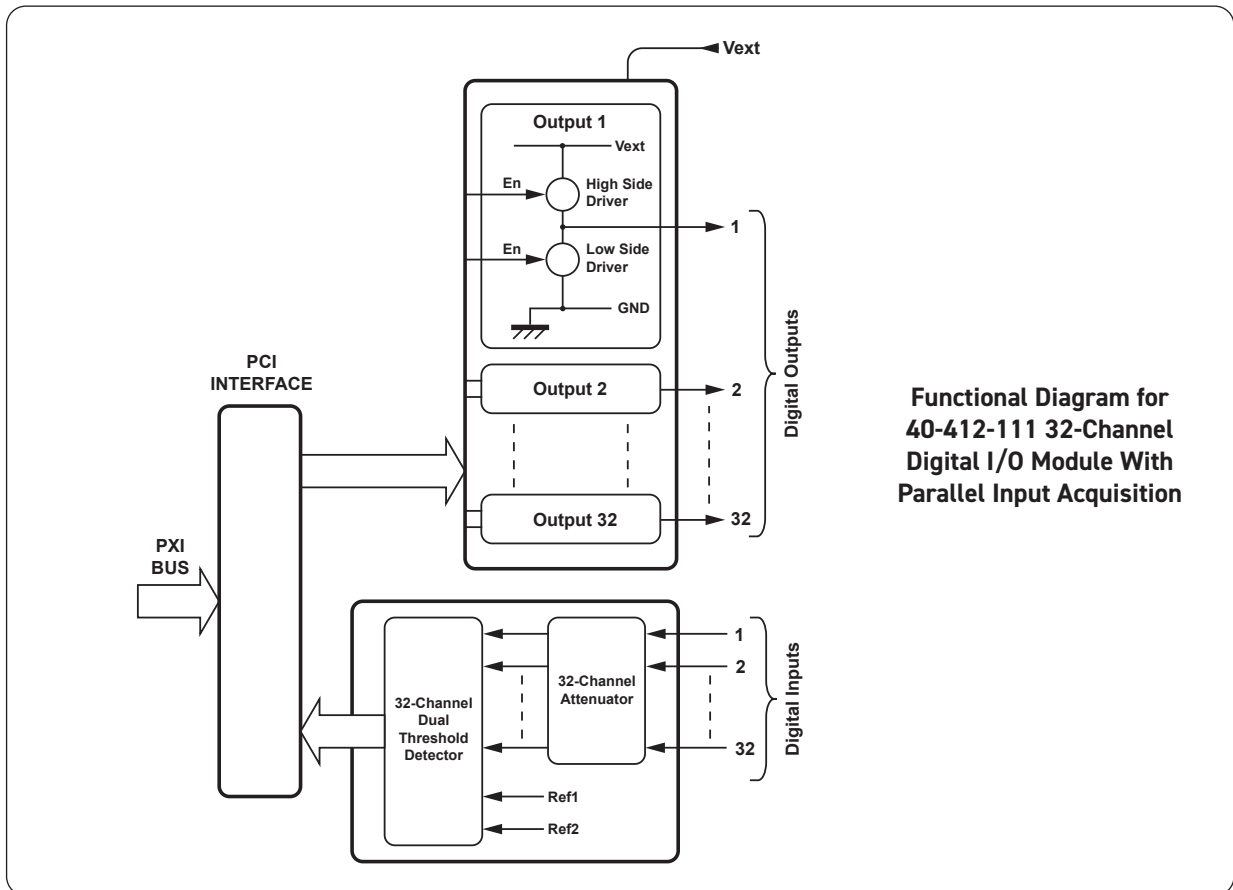 Vext
Output 1
Vext
En
High Side
Driver
1
En
Low Side
Driver
GND
Output 2
2
Output 32
32
Digital Outputs
PCI
INTERFACE
PXI
BUS
Functional Diagram for
40-412-111 32-Channel
Digital I/O Module With
Parallel Input Acquisition
32-Channel
Dual
Threshold
Detector
32-Channel
Attenuator
1
2
32
Digital Inputs
Ref1
Ref2